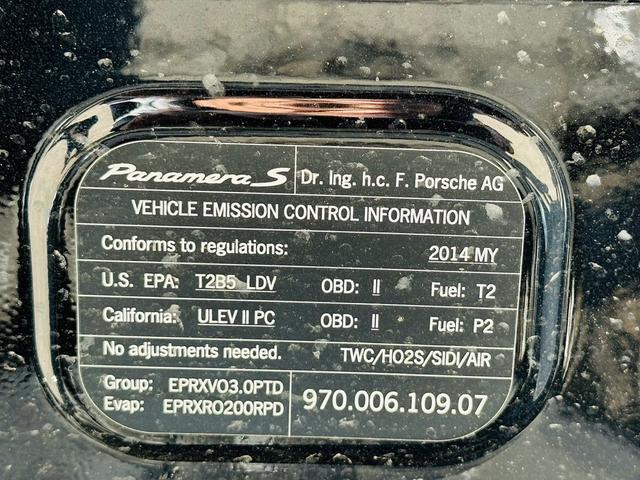 Panamera S Dr. Ing. h.c. F. Porsche AG
VEHICLE EMISSION CONTROL INFORMATION
Conforms to regulations: 2014 MY
U.S. EPA: T2B5 LDV OBD: II Fuel: T2
California: ULEV II PC OBD: II Fuel: P2
No adjustments needed. TWC/HO2S/SIDI/AIR
Group: EPRXV03.0PTD
Evap: EPRXR0200RPD
970.006.109.07